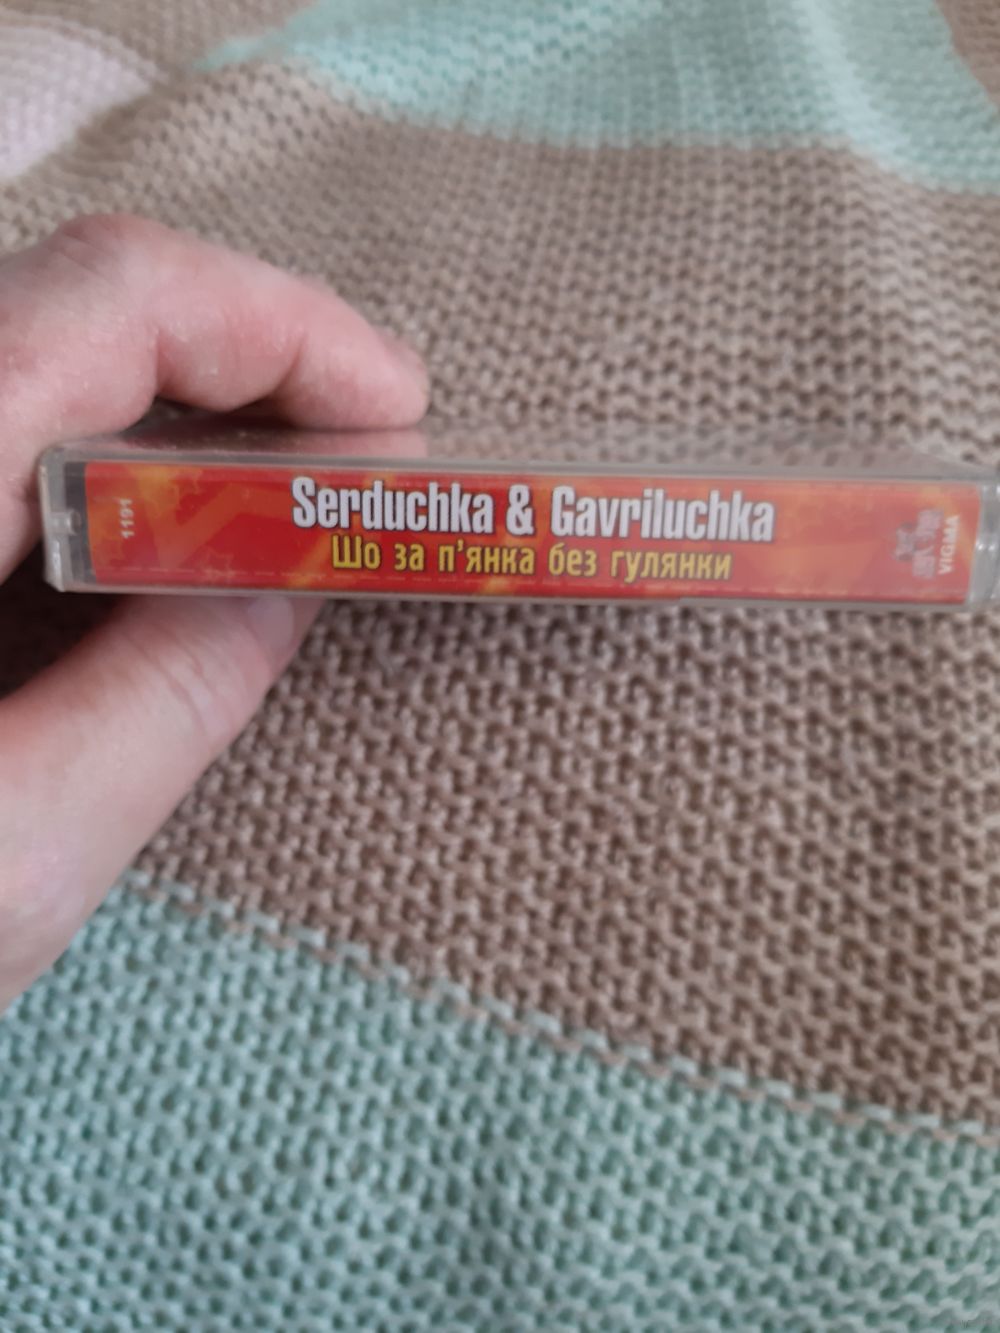 1191
Serduchka & Gavriluchka
Шо за п'янка без гулянки
VIGMA